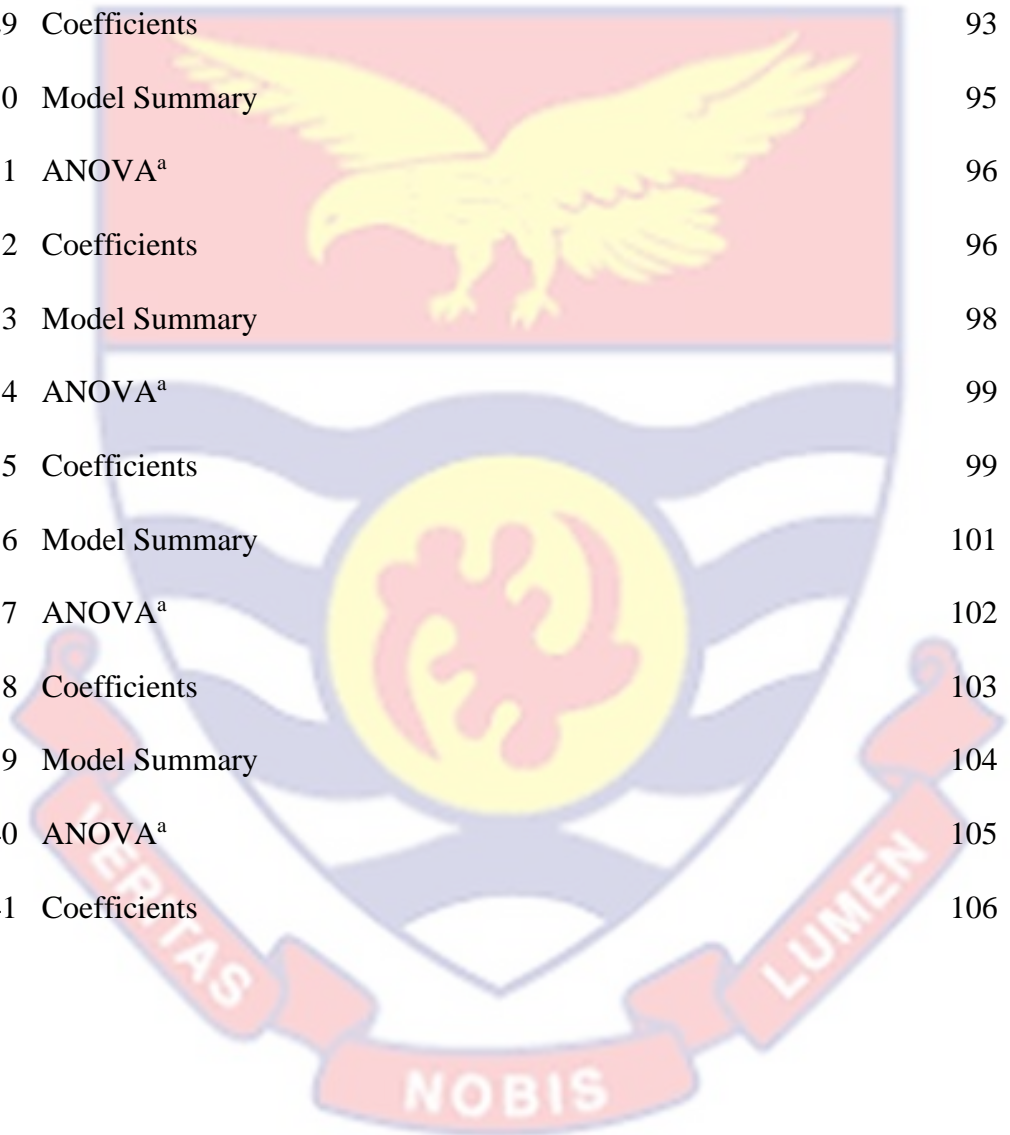 9 Coefficients 93
0 Model Summary 95
1 ANOVAa 96
2 Coefficients 96
3 Model Summary 98
4 ANOVAa 99
5 Coefficients 99
6 Model Summary 101
7 ANOVAa 102
8 Coefficients 103
9 Model Summary 104
0 ANOVAa 105
1 Coefficients 106
VERITAS
NOBIS
LUMEN